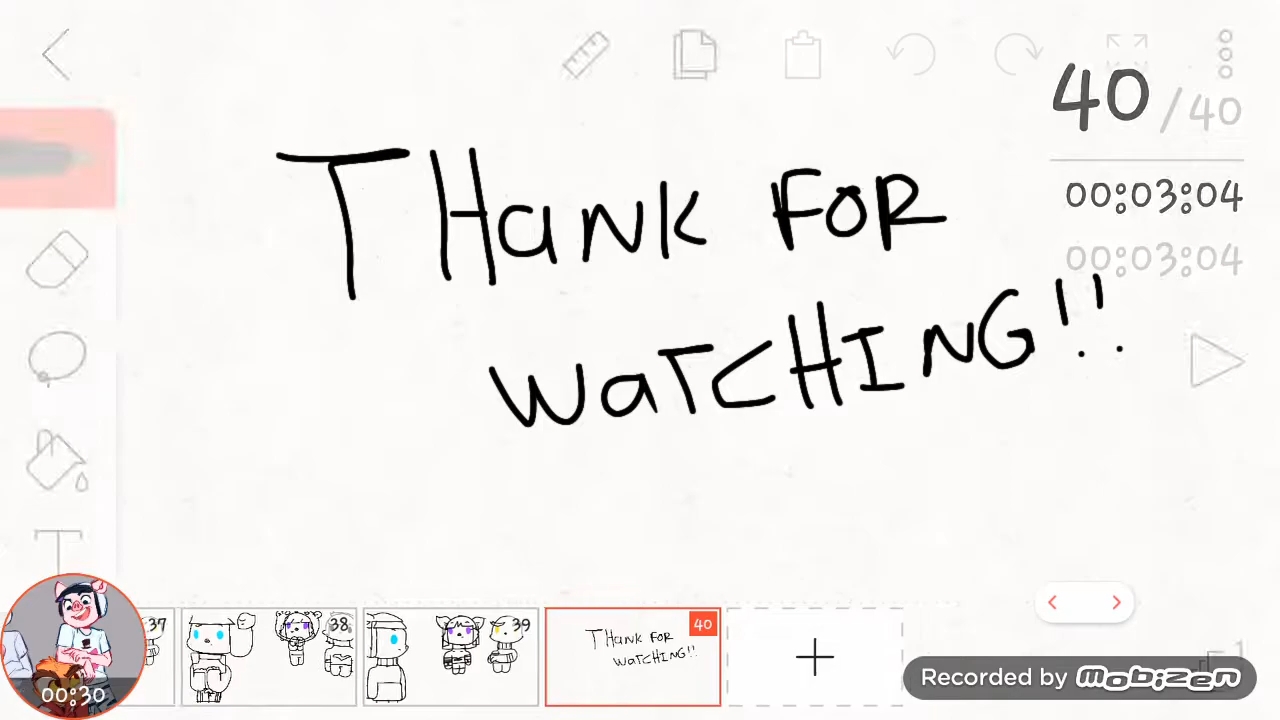 40/40
THank FOR
00:03:04
00:03:04
WaTCHING!!
T
37
38
39
40
THank FOR
WaTCHING!!
1
00:30
Recorded by mobizen